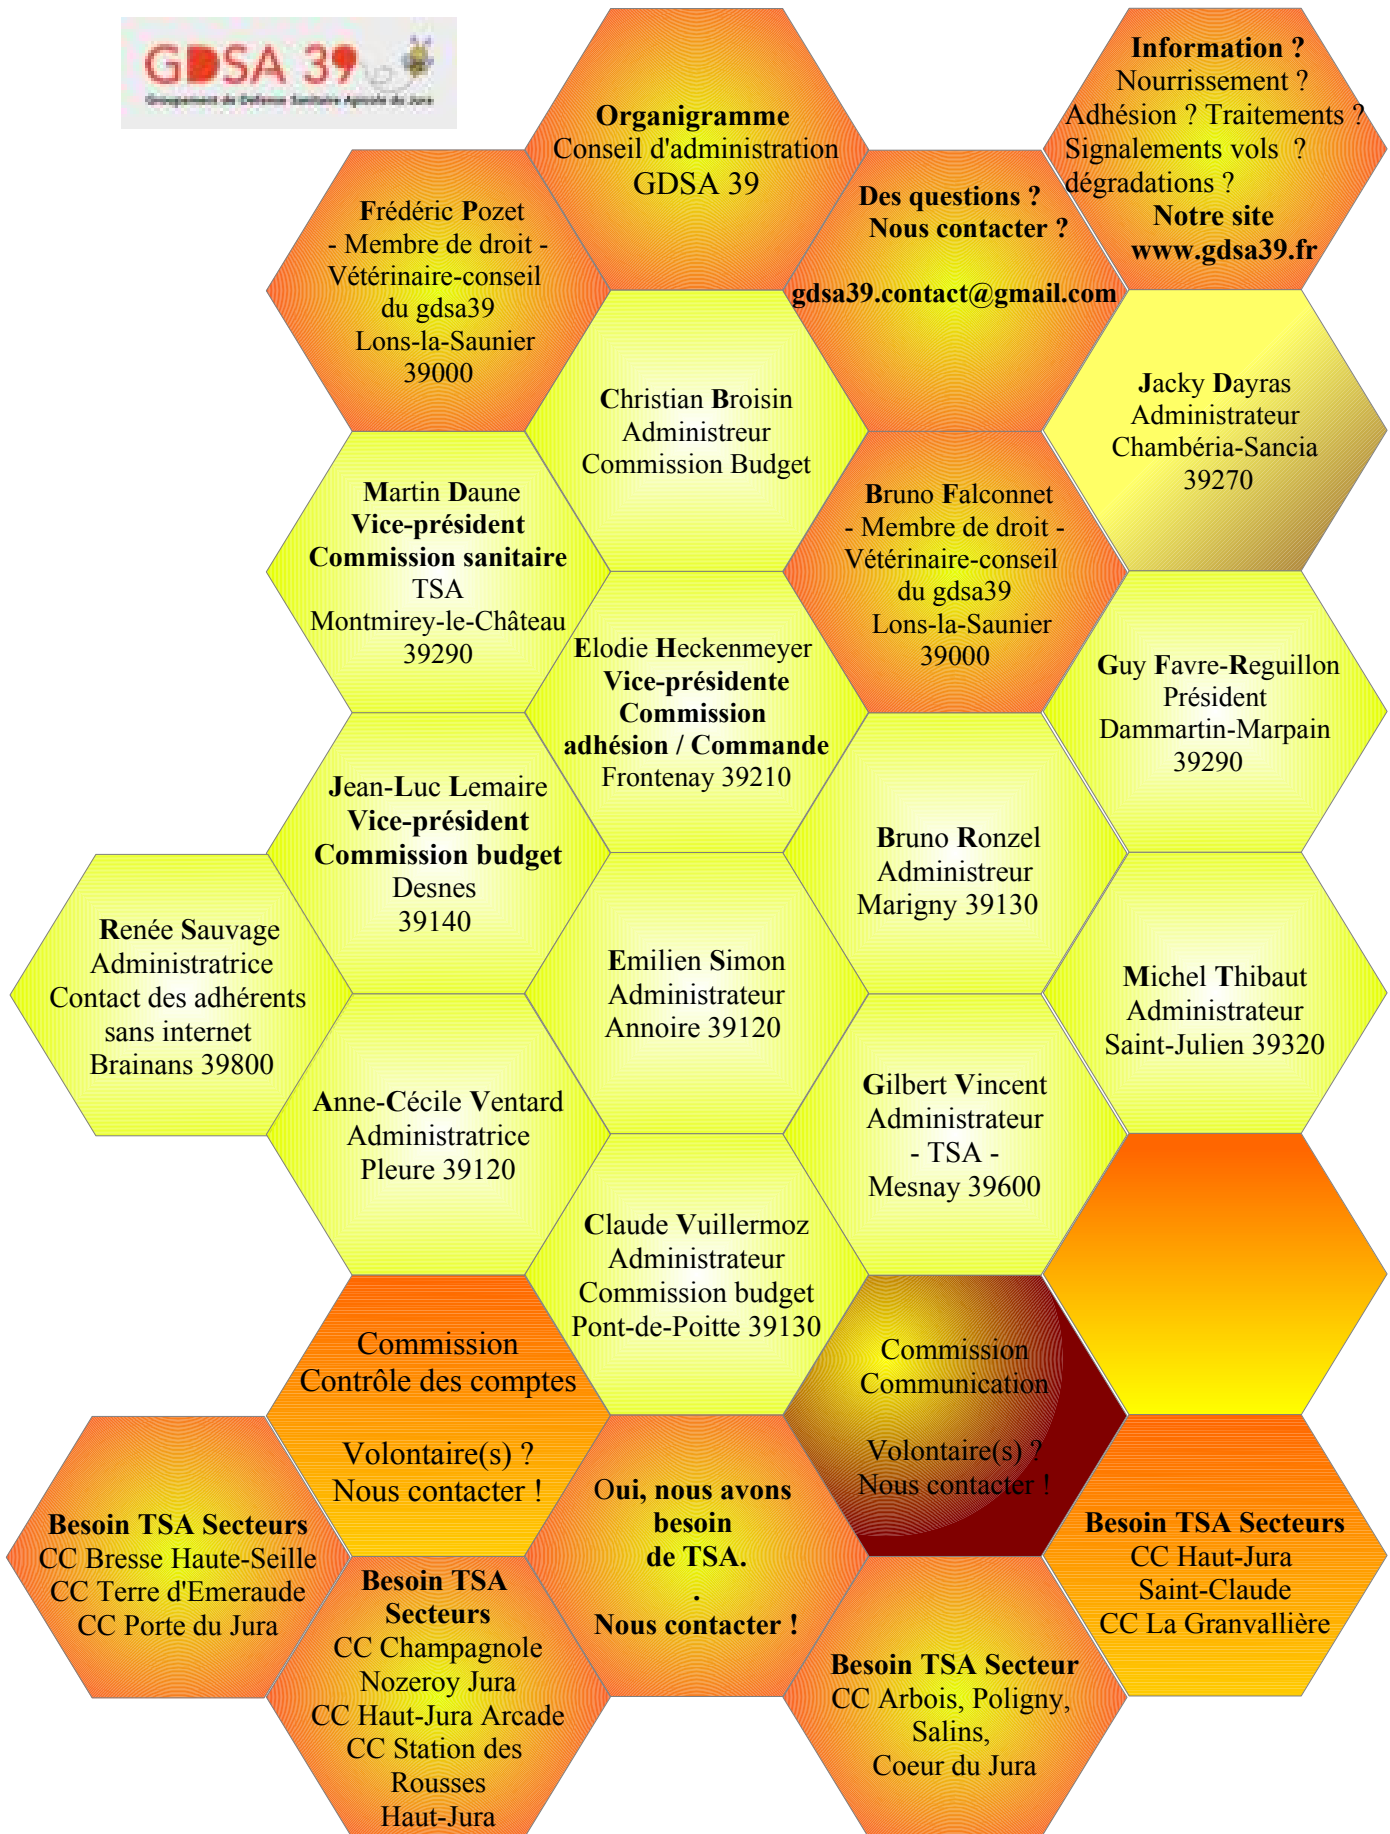 GDSA 39
Groupement de Défense Sanitaire Apicole du Jura
Organigramme
Conseil d'administration
GDSA 39
Information ?
Nourrissement ?
Adhésion ? Traitements ?
Signalements vols  ?
dégradations ?
Notre site
www.gdsa39.fr
Frédéric Pozet
- Membre de droit -
Vétérinaire-conseil
du gdsa39
Lons-la-Saunier
39000
Des questions ?
Nous contacter ?
gdsa39.contact@gmail.com
Christian Broisin
Administreur
Commission Budget
Jacky Dayras
Administrateur
Chambéria-Sancia
39270
Martin Daune
Vice-président
Commission sanitaire
TSA
Montmirey-le-Château
39290
Bruno Falconnet
- Membre de droit -
Vétérinaire-conseil
du gdsa39
Lons-la-Saunier
39000
Elodie Heckenmeyer
Vice-présidente
Commission
adhésion / Commande
Frontenay 39210
Guy Favre-Reguillon
Président
Dammartin-Marpain
39290
Jean-Luc Lemaire
Vice-président
Commission budget
Desnes
39140
Bruno Ronzel
Administreur
Marigny 39130
Renée Sauvage
Administratrice
Contact des adhérents
sans internet
Brainans 39800
Emilien Simon
Administrateur
Annoire 39120
Michel Thibaut
Administrateur
Saint-Julien 39320
Anne-Cécile Ventard
Administratrice
Pleure 39120
Gilbert Vincent
Administrateur
- TSA -
Mesnay 39600
Claude Vuillermoz
Administrateur
Commission budget
Pont-de-Poitte 39130
Commission
Contrôle des comptes
Volontaire(s) ?
Nous contacter !
Commission
Communication
Volontaire(s) ?
Nous contacter !
Besoin TSA Secteurs
CC Bresse Haute-Seille
CC Terre d'Emeraude
CC Porte du Jura
Oui, nous avons
besoin
de TSA.
.
Nous contacter !
Besoin TSA Secteurs
CC Haut-Jura
Saint-Claude
CC La Granvallière
Besoin TSA
Secteurs
CC Champagnole
Nozeroy Jura
CC Haut-Jura Arcade
CC Station des
Rousses
Haut-Jura
Besoin TSA Secteur
CC Arbois, Poligny,
Salins,
Coeur du Jura